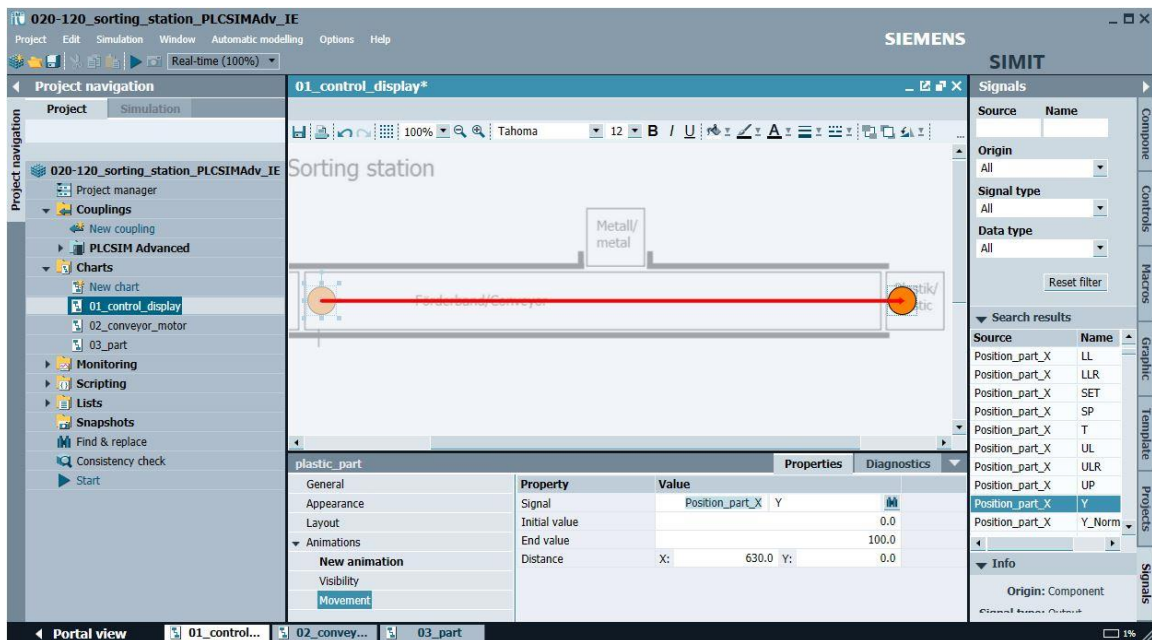 020-120_sorting_station_PLCSIMAdv_IE
Project Edit Simulation Window Automatic modelling Options Help
SIEMENS
Real-time (100%)
SIMIT
Project navigation
Project Simulation
Project navigation
020-120_sorting_station_PLCSIMAdv_IE
Project manager
Couplings
New coupling
PLCSIM Advanced
Charts
New chart
01_control_display
02_conveyor_motor
03_part
Monitoring
Scripting
Lists
Snapshots
Find & replace
Consistency check
Start
01_control_display*
100% Tahoma 12 B I U A
Sorting station
Metall/
metal
Förderband/Conveyor
plastic_part
Properties Diagnostics
General
Appearance
Layout
Animations
New animation
Visibility
Movement
Property Value
Signal Position_part_X Y
Initial value 0.0
End value 100.0
Distance X: 630.0 Y: 0.0
Signals
Source Name
Origin
All
Signal type
All
Data type
All
Reset filter
Search results
Source Name
Position_part_X LL
Position_part_X LLR
Position_part_X SET
Position_part_X SP
Position_part_X T
Position_part_X UL
Position_part_X ULR
Position_part_X UP
Position_part_X Y
Position_part_X Y_Norm
Info
Origin: Component
Compone
Controls
Macros
Graphic
Template
Projects
Signals
Portal view 01_control... 02_convey... 03_part
1%